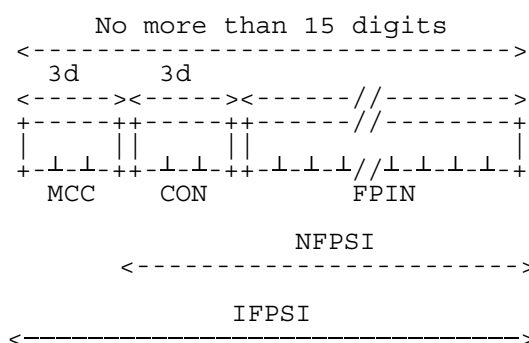 No more than 15 digits
<------------------------------>
3d 3d
<------><------><-------//------->
+-----++-----++-------//-------+
| || || |
+-┴-┴-++-┴-┴-++-┴-┴-┴//┴-┴-┴-┴-+
MCC CON FPIN
NFPSI
<------------------------>
IFPSI
<------------------------------->